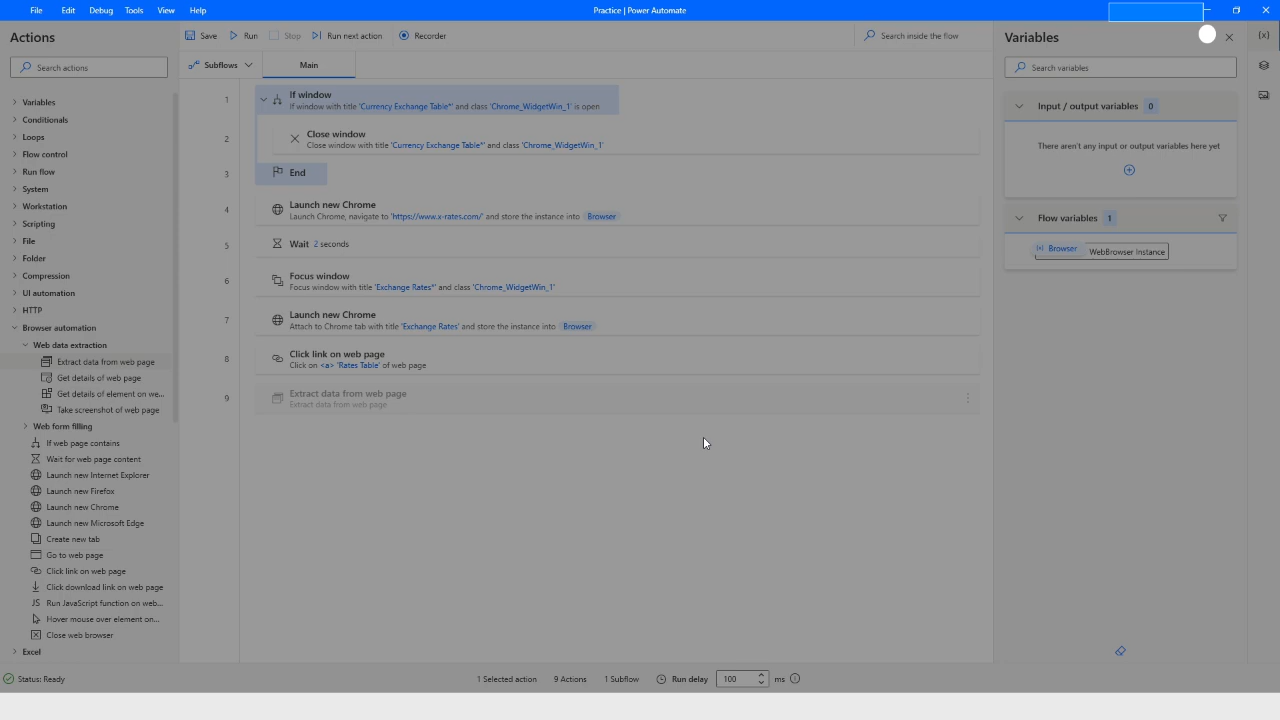 File Edit Debug Tools View Help
Practice | Power Automate
Actions
Search actions
Variables
Conditionals
Loops
Flow control
Run flow
System
Workstation
Scripting
File
Folder
Compression
UI automation
HTTP
Browser automation
Web data extraction
Extract data from web page
Get details of web page
Get details of element on we...
Take screenshot of web page
Web form filling
If web page contains
Wait for web page content
Launch new Internet Explorer
Launch new Firefox
Launch new Chrome
Launch new Microsoft Edge
Create new tab
Go to web page
Click link on web page
Click download link on web page
Run JavaScript function on web...
Hover mouse over element on...
Close web browser
Excel
Save Run Stop Run next action Recorder
Search inside the flow
Subflows Main
1 If window
If window with title 'Currency Exchange Table*' and class 'Chrome_WidgetWin_1' is open
2 Close window
Close window with title 'Currency Exchange Table*' and class 'Chrome_WidgetWin_1'
3 End
4 Launch new Chrome
Launch Chrome, navigate to 'https://www.x-rates.com/' and store the instance into Browser
5 Wait 2 seconds
6 Focus window
Focus window with title 'Exchange Rates*' and class 'Chrome_WidgetWin_1'
7 Launch new Chrome
Attach to Chrome tab with title 'Exchange Rates' and store the instance into Browser
8 Click link on web page
Click on <a> 'Rates Table' of web page
9 Extract data from web page
Extract data from web page
Variables
{x}
Search variables
Input / output variables 0
There aren't any input or output variables here yet
Flow variables 1
Browser WebBrowser Instance
Status: Ready
1 Selected action 9 Actions 1 Subflow Run delay 100 ms